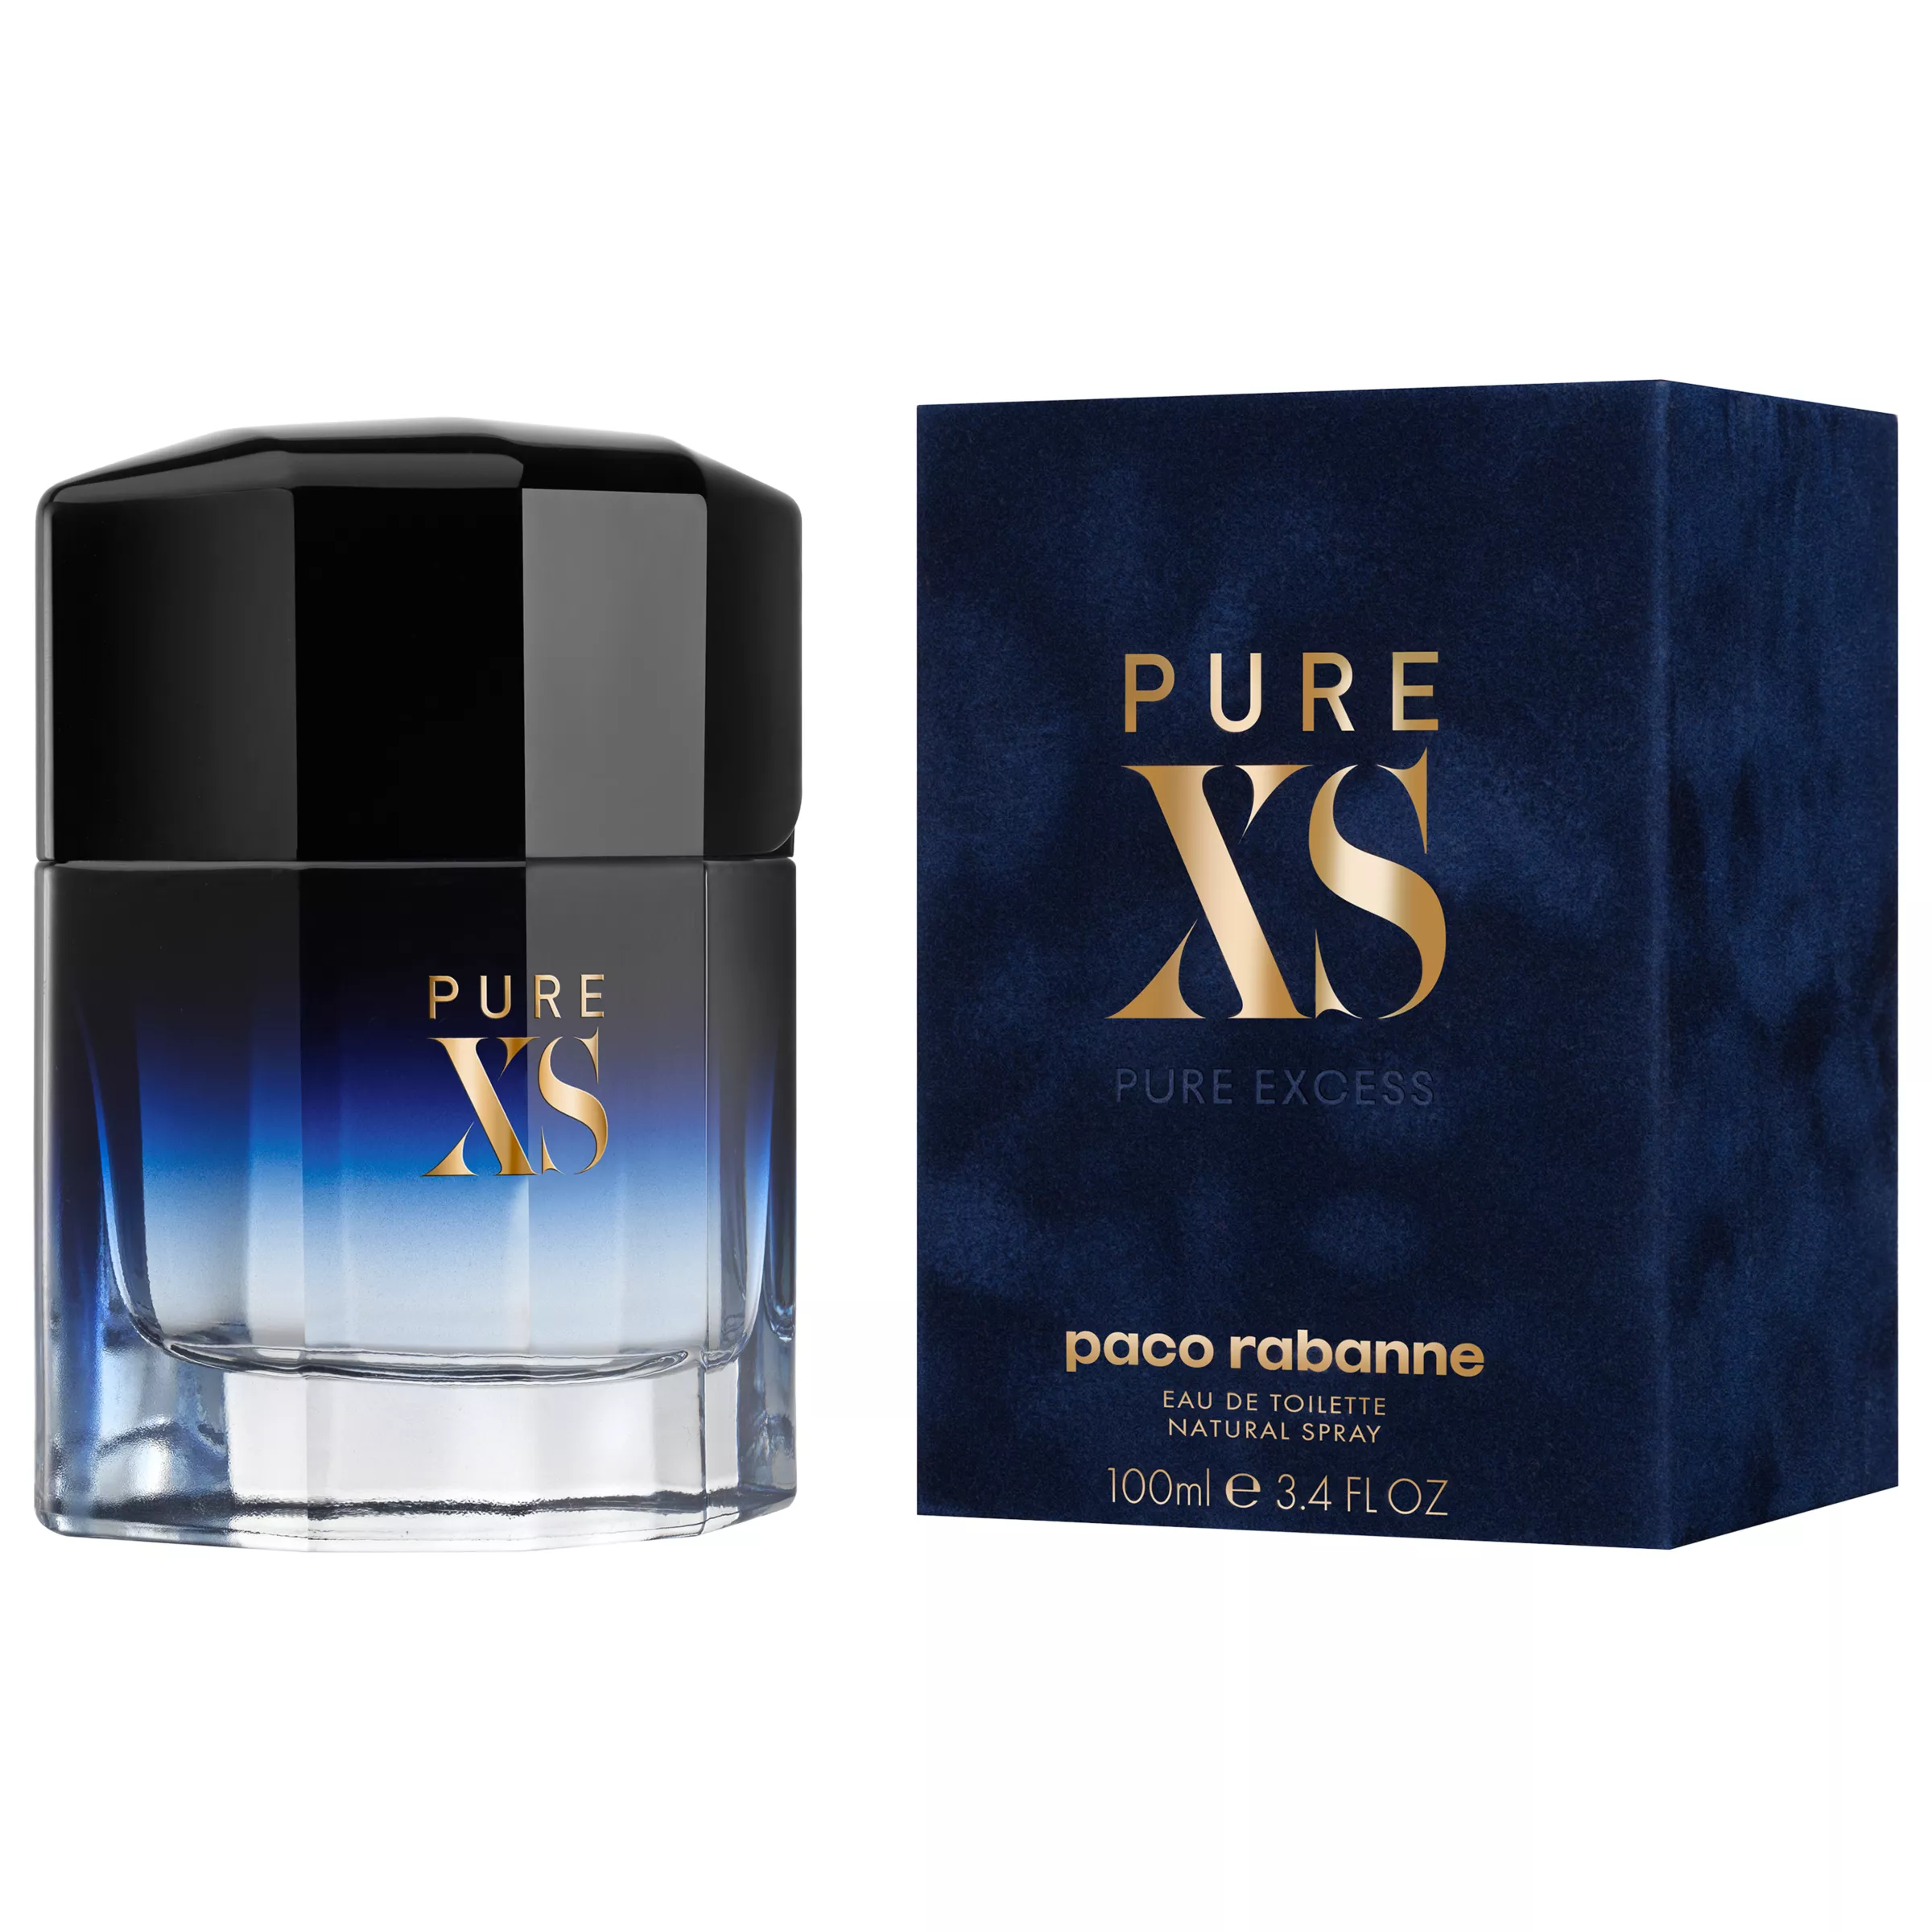 PURE
XS
PURE
XS
PURE EXCESS
paco rabanne
EAU DE TOILETTE
NATURAL SPRAY
100ml ℮ 3.4 FL OZ